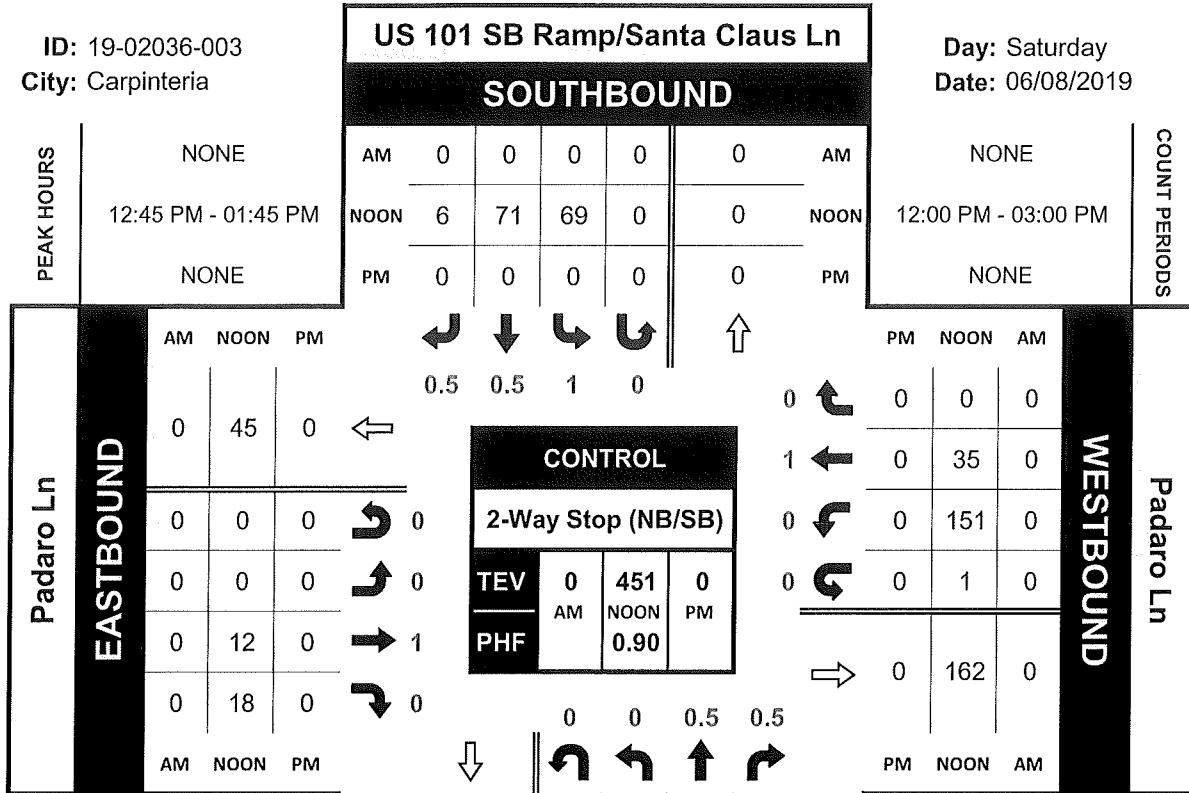 ID: 19-02036-003
City: Carpinteria
US 101 SB Ramp/Santa Claus Ln
SOUTHBOUND
Day: Saturday
Date: 06/08/2019
PEAK HOURS
NONE
12:45 PM - 01:45 PM
NONE
AM 0 0 0 0 0 AM
NOON 6 71 69 0 0 NOON
PM 0 0 0 0 0 PM
NONE
12:00 PM - 03:00 PM
NONE
COUNT PERIODS
0.5 0.5 1 0
Padaro Ln
EASTBOUND
AM NOON PM
0 45 0
0 0 0 0
0 0 0 0
0 12 0 1
0 18 0 0
AM NOON PM
CONTROL
2-Way Stop (NB/SB)
TEV 0 451 0
AM NOON PM
PHF 0.90
PM NOON AM
0 0 0 0
1 0 35 0
0 0 151 0
0 0 1 0
0 162 0
PM NOON AM
WESTBOUND
Padaro Ln
0 0 0.5 0.5